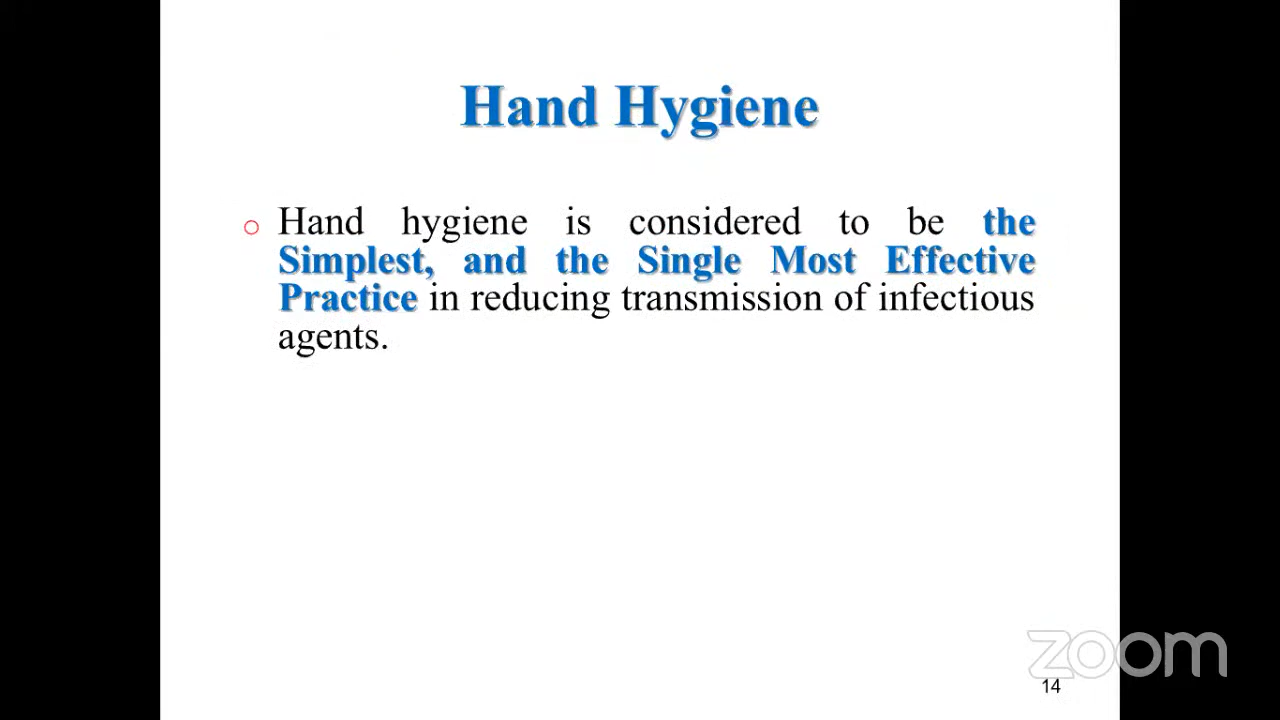 Hand Hygiene
Hand hygiene is considered to be the
Simplest, and the Single Most Effective
Practice in reducing transmission of infectious
agents.
zoom
14